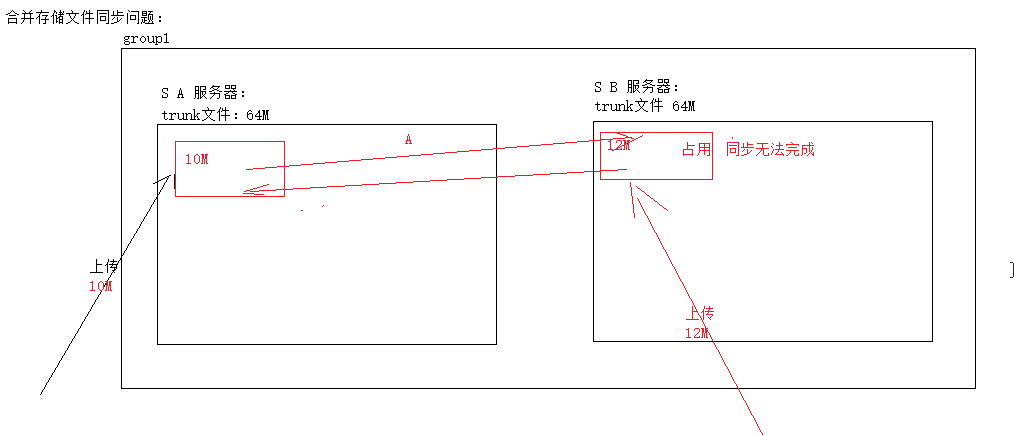 合并存储文件同步问题：
group1
S A 服务器：
trunk文件：64M
S B 服务器：
trunk文件 64M
A
10M
12M
占用 同步无法完成
上传
10M
上传
12M